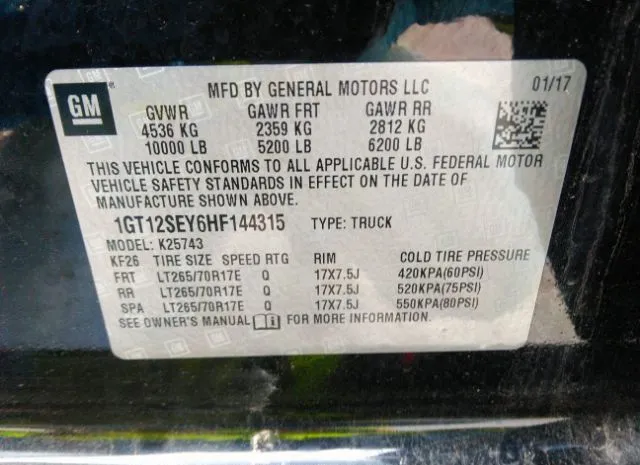 MFD BY GENERAL MOTORS LLC 01/17
GM
GVWR GAWR FRT GAWR RR
4536 KG 2359 KG 2812 KG
10000 LB 5200 LB 6200 LB
THIS VEHICLE CONFORMS TO ALL APPLICABLE U.S. FEDERAL MOTOR
VEHICLE SAFETY STANDARDS IN EFFECT ON THE DATE OF
MANUFACTURE SHOWN ABOVE.
1GT12SEY6HF144315 TYPE: TRUCK
MODEL: K25743
KF26 TIRE SIZE SPEED RTG RIM COLD TIRE PRESSURE
FRT LT265/70R17E Q 17X7.5J 420KPA(60PSI)
RR LT265/70R17E Q 17X7.5J 520KPA(75PSI)
SPA LT265/70R17E Q 17X7.5J 550KPA(80PSI)
SEE OWNER'S MANUAL FOR MORE INFORMATION.